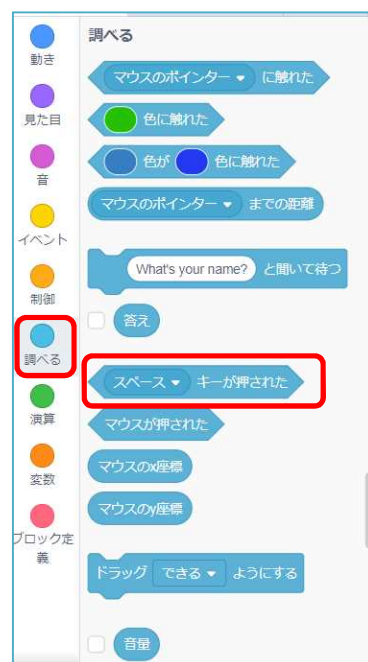 動き
見た目
音
イベント
制御
調べる
演算
変数
ブロック定
義
調べる
マウスのポインター に触れた
色に触れた
色が 色に触れた
マウスのポインター までの距離
What's your name? と聞いて待つ
答え
スペース キーが押された
マウスが押された
マウスのx座標
マウスのy座標
ドラッグ できる ようにする
音量